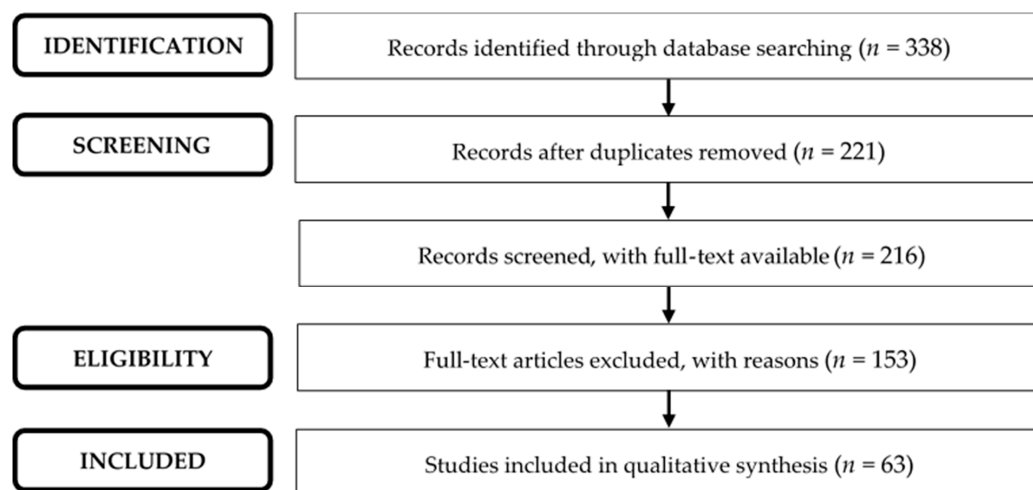 IDENTIFICATION
Records identified through database searching (n = 338)
SCREENING
Records after duplicates removed (n = 221)
Records screened, with full-text available (n = 216)
ELIGIBILITY
Full-text articles excluded, with reasons (n = 153)
INCLUDED
Studies included in qualitative synthesis (n = 63)